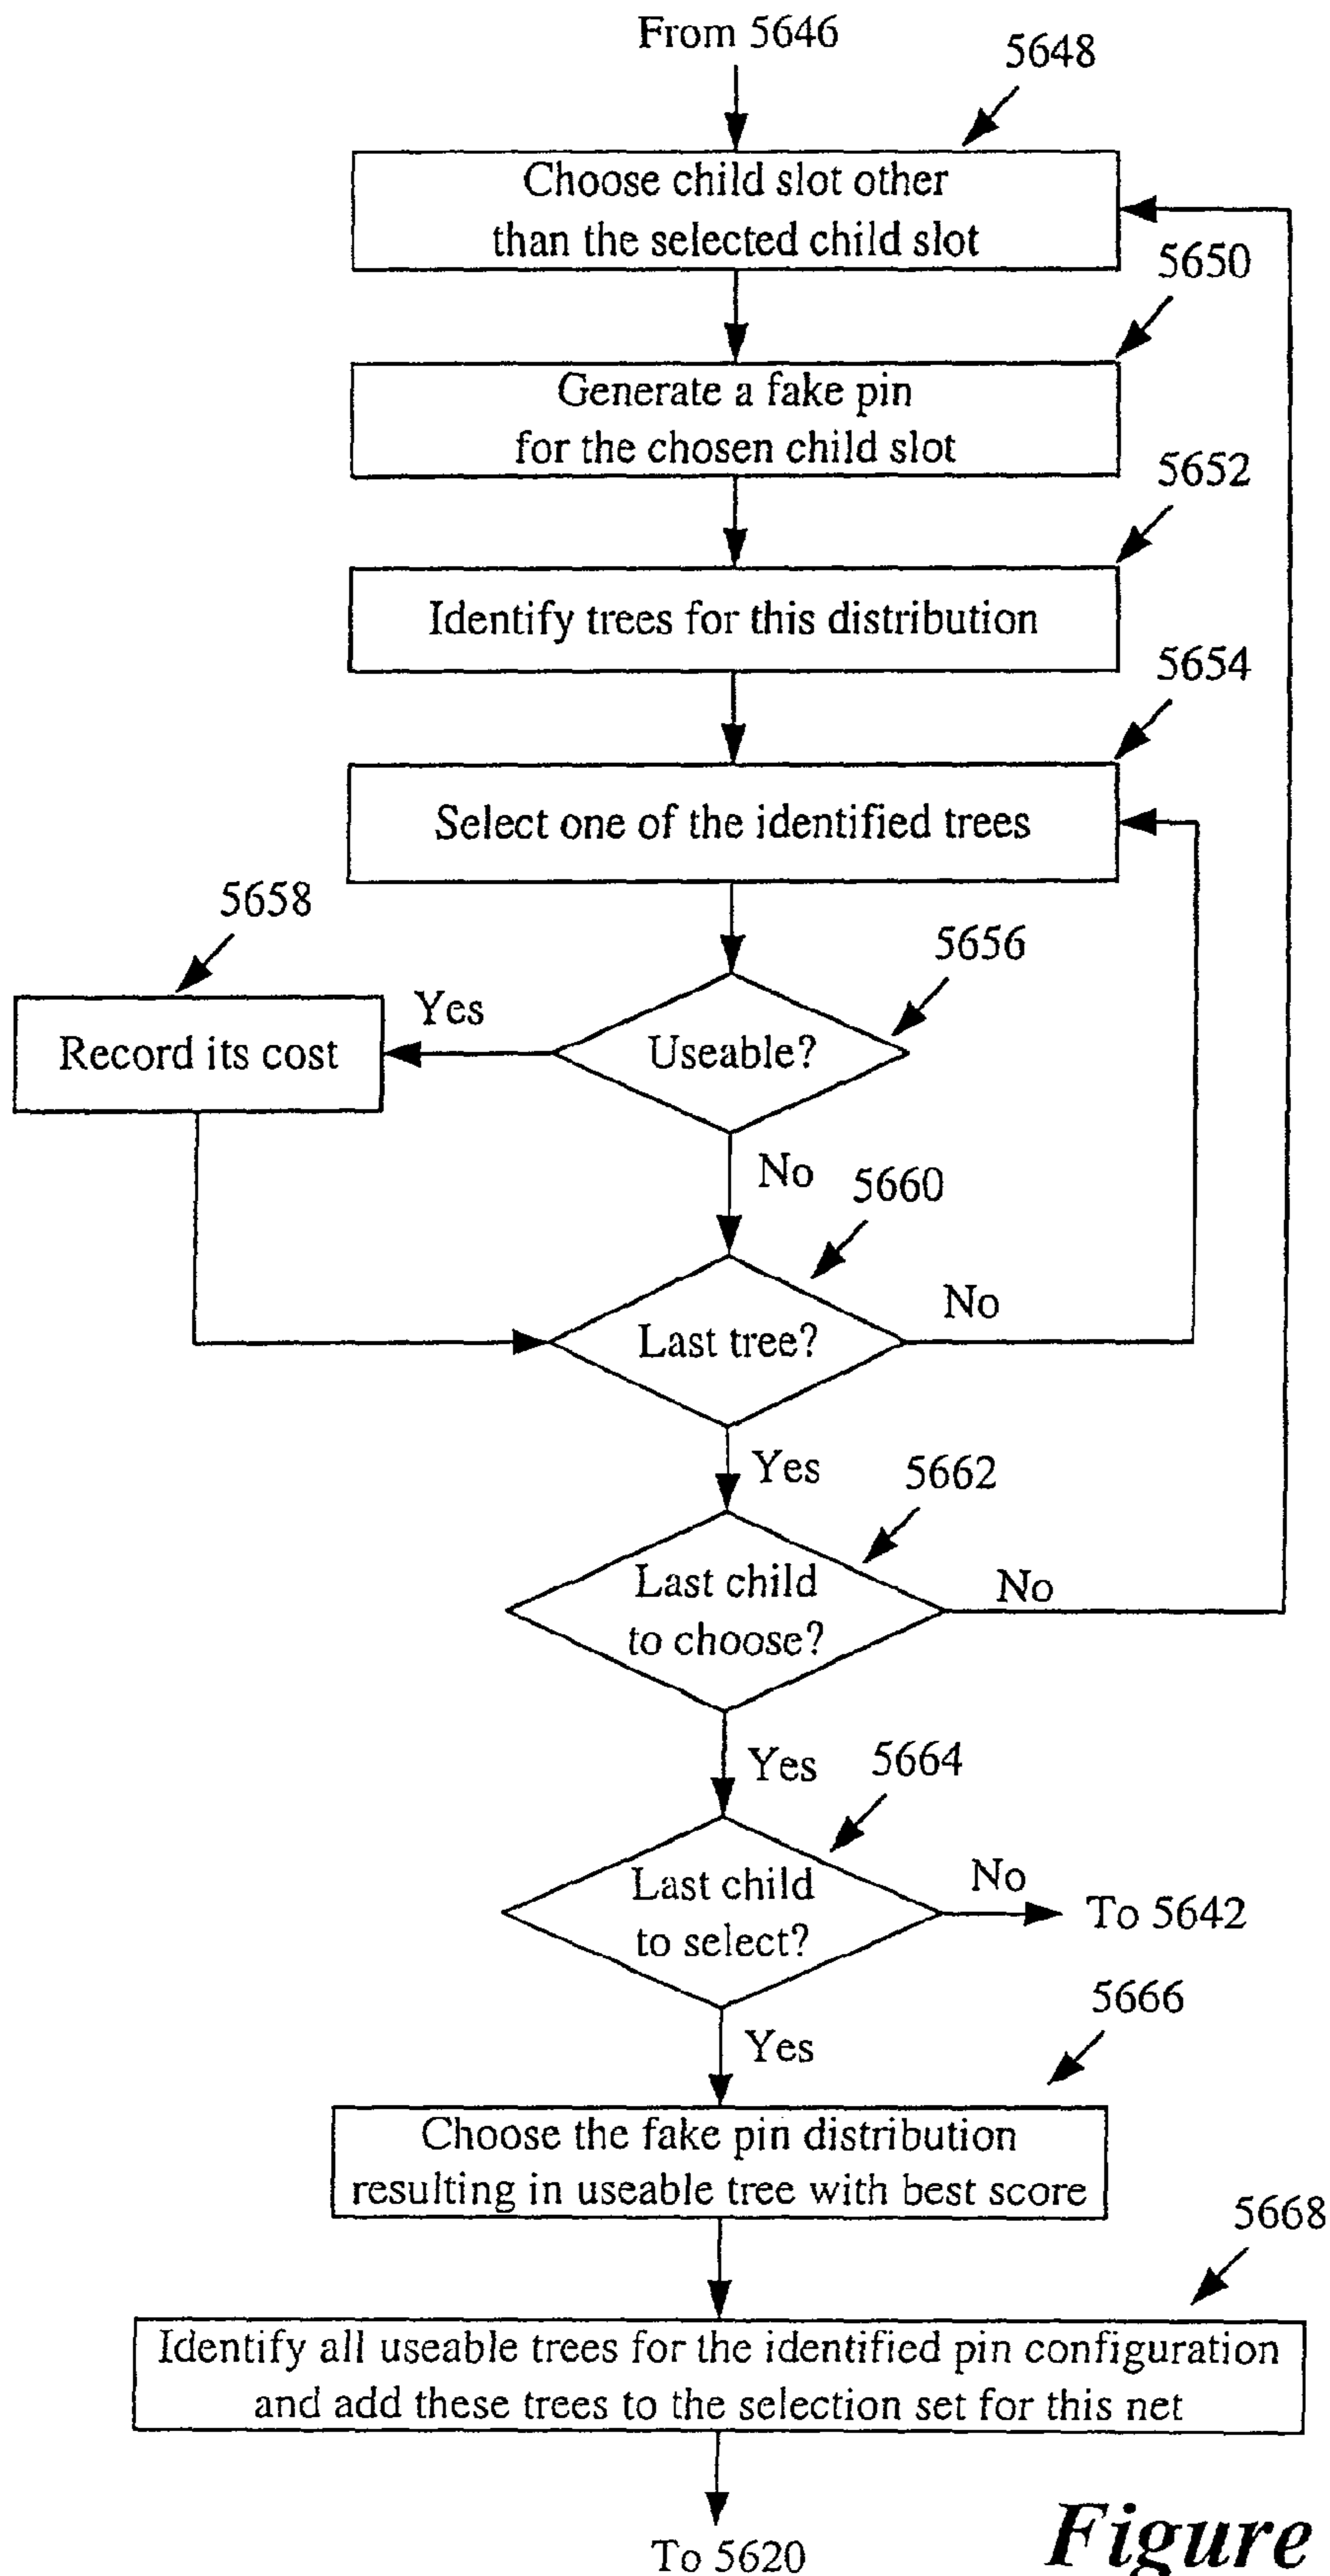 From 5646
5648
Choose child slot other
than the selected child slot
5650
Generate a fake pin
for the chosen child slot
5652
Identify trees for this distribution
5654
Select one of the identified trees
5658
5656
Yes
Record its cost
Useable?
No
5660
No
Last tree?
Yes
5662
Last child
to choose?
No
Yes
5664
Last child
to select?
No
To 5642
5666
Yes
Choose the fake pin distribution
resulting in useable tree with best score
5668
Identify all useable trees for the identified pin configuration
and add these trees to the selection set for this net
To 5620
Figure